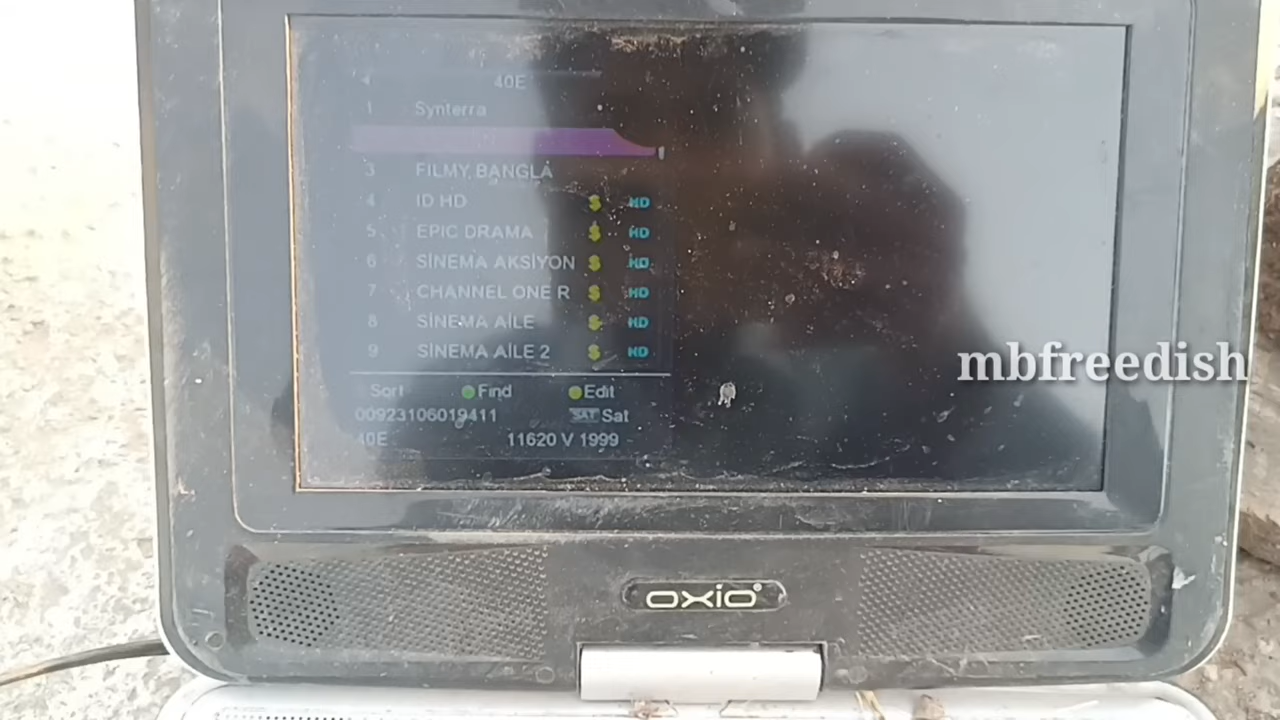 40E
1 Synterra
3 FILMY BANGLA
4 ID HD $ HD
5 EPIC DRAMA $ HD
6 SİNEMA AKSİYON $ HD
7 CHANNEL ONE R $ HD
8 SİNEMA AİLE $ HD
9 SİNEMA AİLE 2 $ HD
Sort Find Edit
00923106019411 SAT Sat
40E 11620 V 1999
mbfreedish
oxio